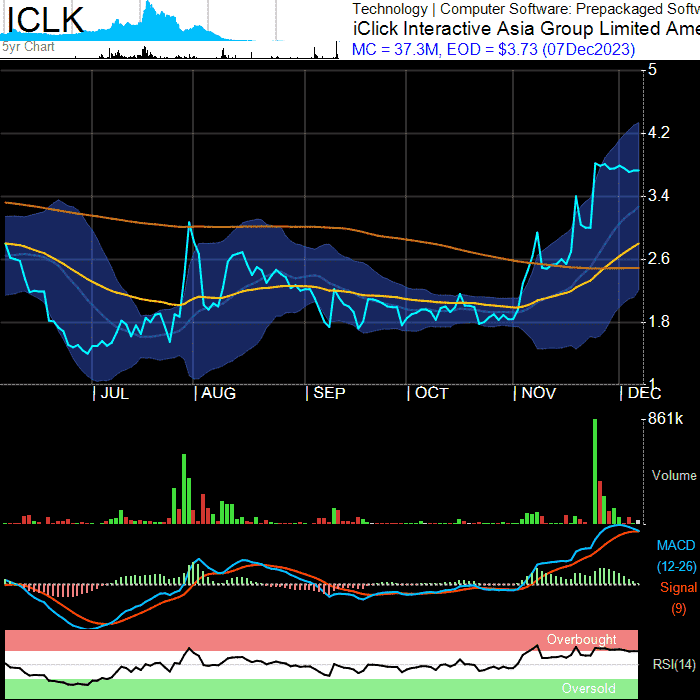 ICLK
5yr Chart
Technology | Computer Software: Prepackaged Softw
iClick Interactive Asia Group Limited Ame
MC = 37.3M, EOD = $3.73 (07Dec2023)
5
4.2
3.4
2.6
1.8
1
JUL AUG SEP OCT NOV DEC
861k
Volume
MACD
(12-26)
Signal
(9)
Overbought
RSI(14)
Oversold